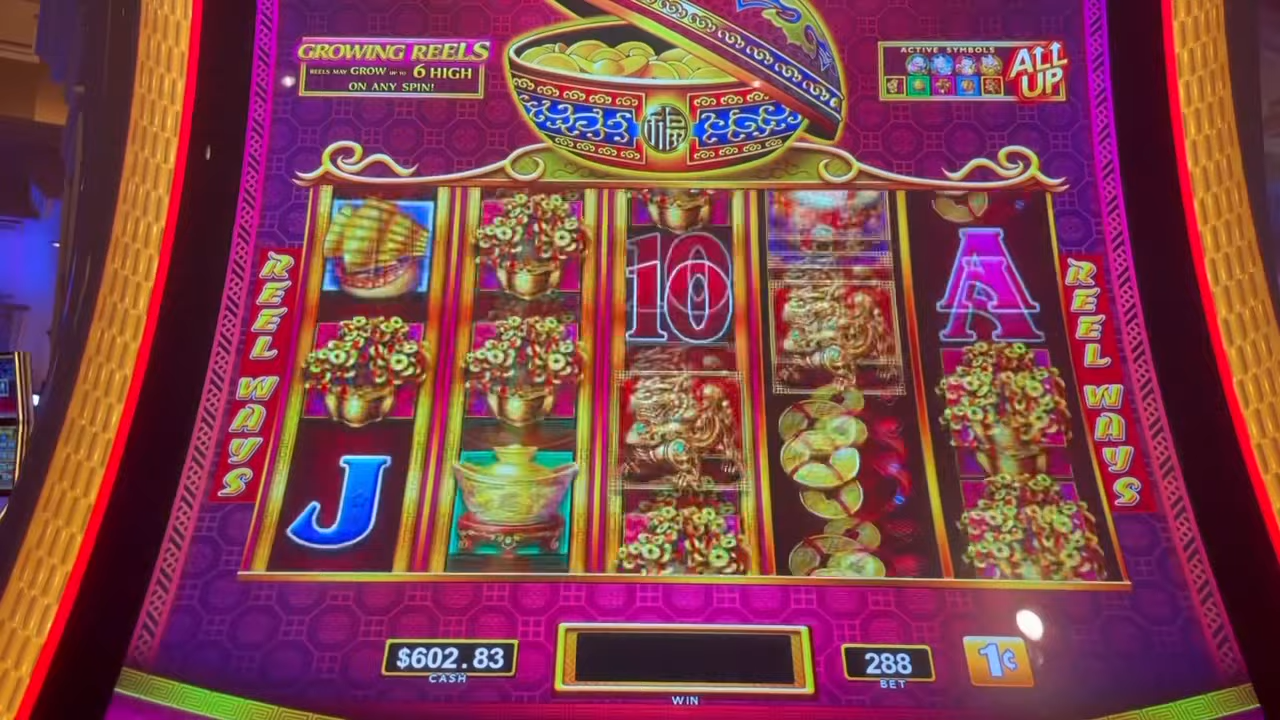 GROWING REELS
REELS MAY GROW UP TO 6 HIGH
ON ANY SPIN!
福
ACTIVE SYMBOLS
ALL
UP
REEL WAYS
10
A
REEL WAYS
J
$602.83
CASH
WIN
288
BET
1¢